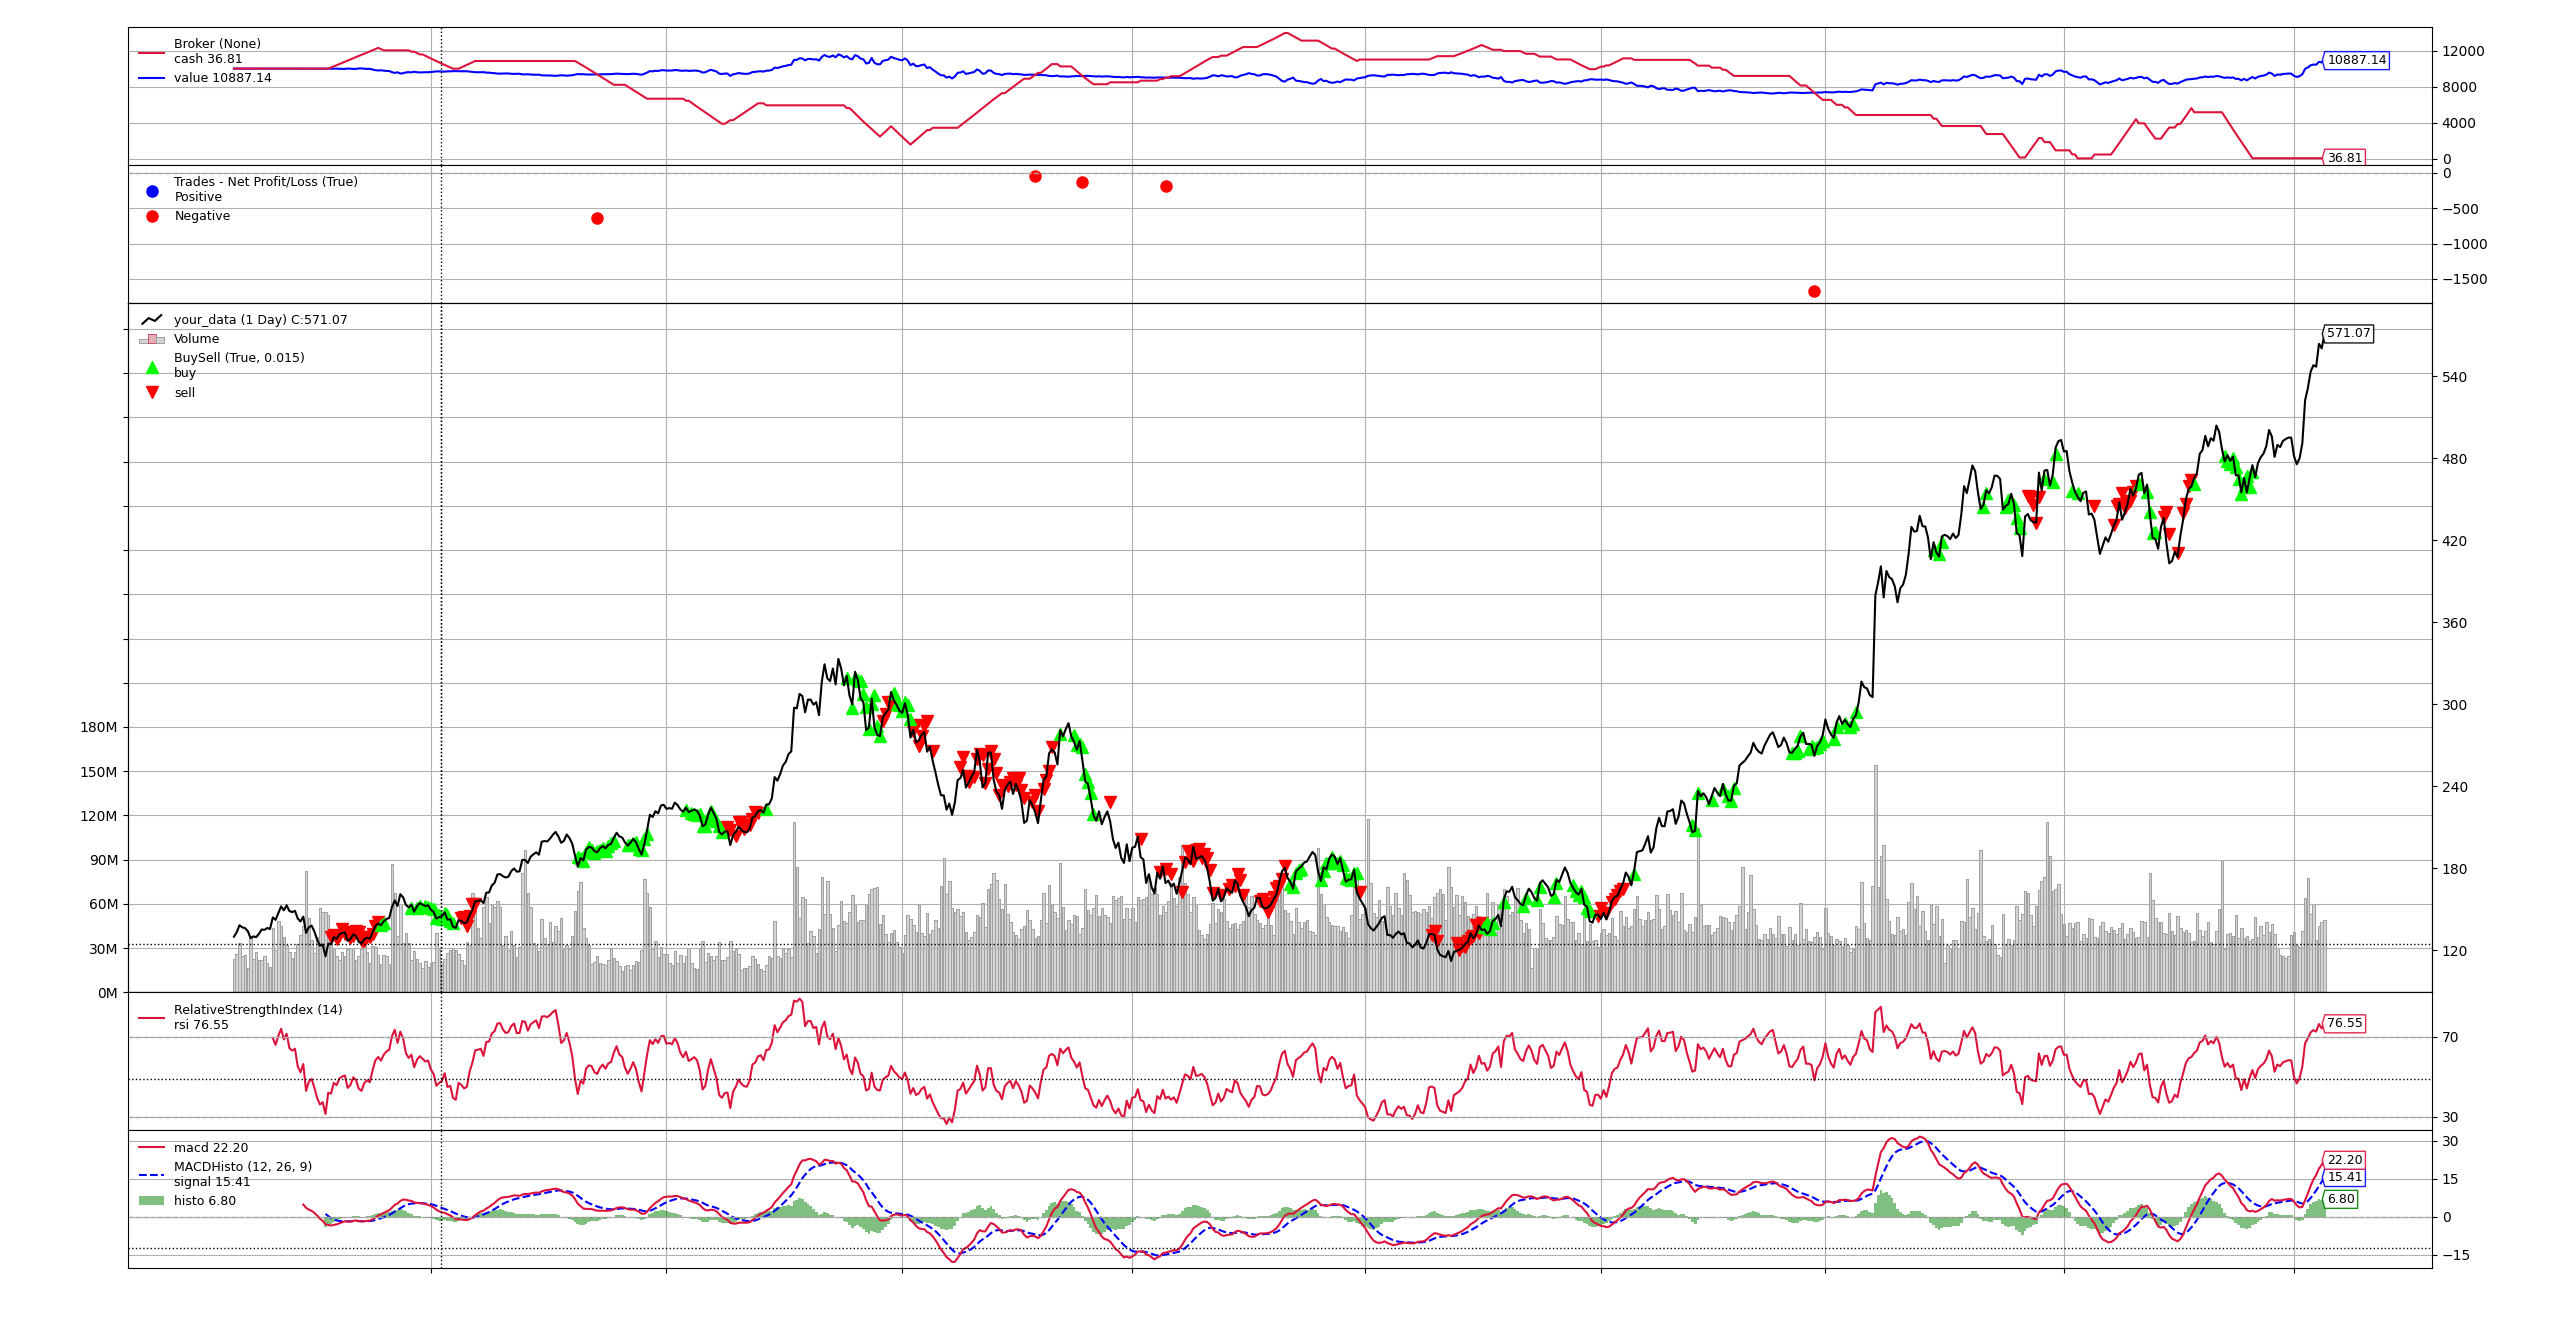 Broker (None)
cash 36.81
value 10887.14
12000
10887.14
8000
4000
0
36.81
Trades - Net Profit/Loss (True)
Positive
Negative
0
−500
−1000
−1500
your_data (1 Day) C:571.07
Volume
BuySell (True, 0.015)
buy
sell
571.07
540
480
420
360
300
240
180
120
180M
150M
120M
90M
60M
30M
0M
RelativeStrengthIndex (14)
rsi 76.55
76.55
70
30
macd 22.20
MACDHisto (12, 26, 9)
signal 15.41
histo 6.80
30
22.20
15
15.41
6.80
0
−15